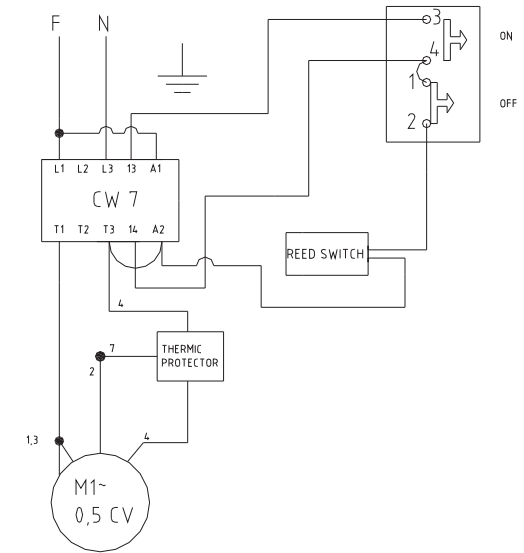 F N
3
ON
4
1
OFF
2
L1 L2 L3 13 A1
CW 7
T1 T2 T3 14 A2
REED SWITCH
4
7
THERMIC
PROTECTOR
2
1,3
4
M1~
0,5 CV